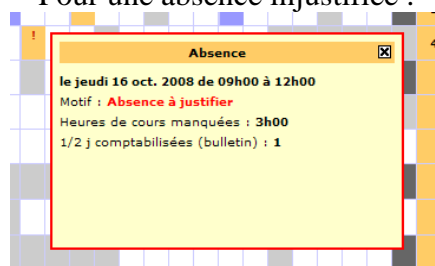 Pour une absence injustifiée :
!
Absence
le jeudi 16 oct. 2008 de 09h00 à 12h00
Motif : Absence à justifier
Heures de cours manquées : 3h00
1/2 j comptabilisées (bulletin) : 1